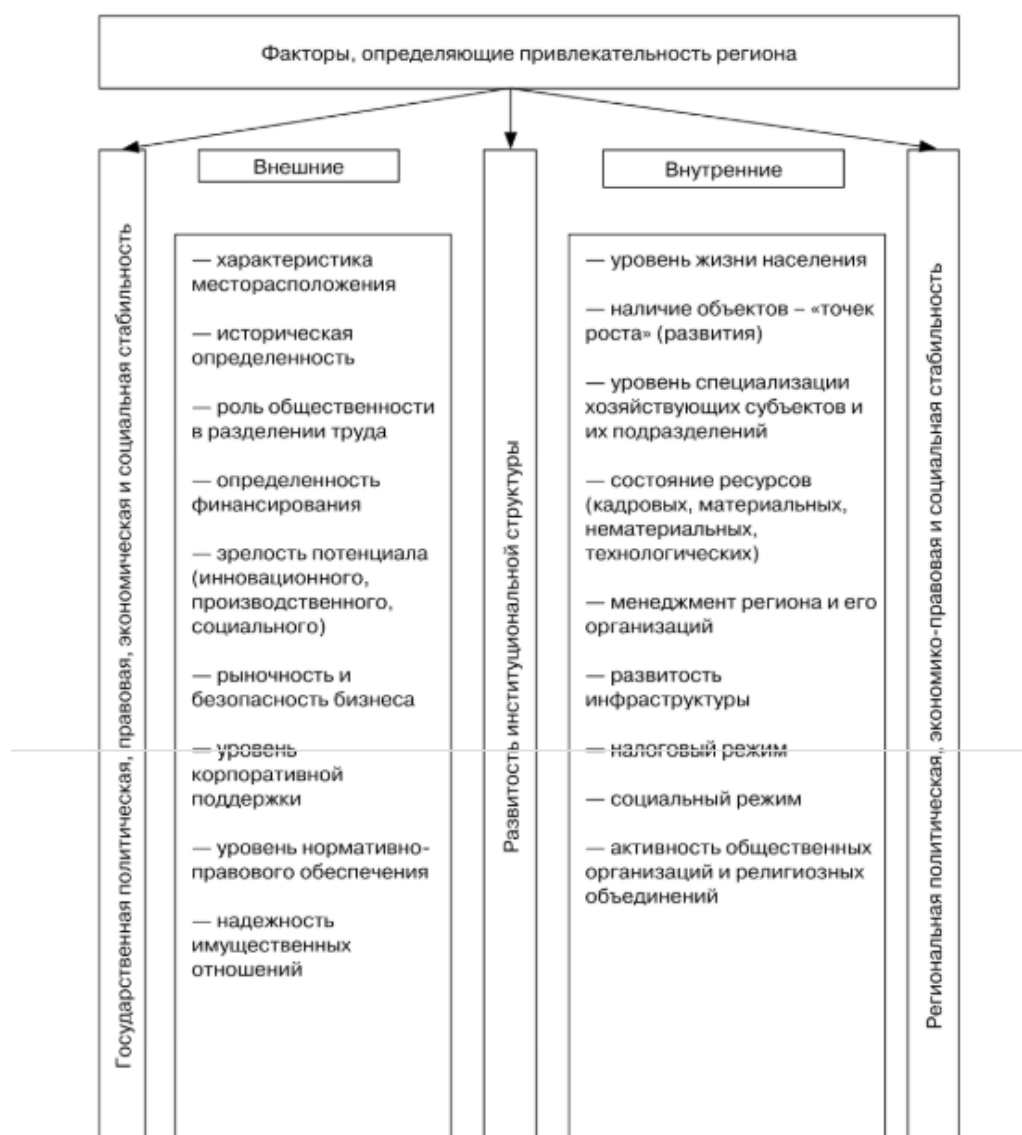 Факторы, определяющие привлекательность региона
Государственная политическая, правовая, экономическая и социальная стабильность
Внешние
— характеристика
месторасположения
— историческая
определенность
— роль общественности
в разделении труда
— определенность
финансирования
— зрелость потенциала
(инновационного,
производственного,
социального)
— рыночность и
безопасность бизнеса
— уровень
корпоративной
поддержки
— уровень нормативно-
правового обеспечения
— надежность
имущественных
отношений
Развитость институциональной структуры
Внутренние
— уровень жизни населения
— наличие объектов – «точек
роста» (развития)
— уровень специализации
хозяйствующих субъектов и
их подразделений
— состояние ресурсов
(кадровых, материальных,
нематериальных,
технологических)
— менеджмент региона и его
организаций
— развитость
инфраструктуры
— налоговый режим
— социальный режим
— активность общественных
организаций и религиозных
объединений
Региональная политическая, экономико-правовая и социальная стабильность